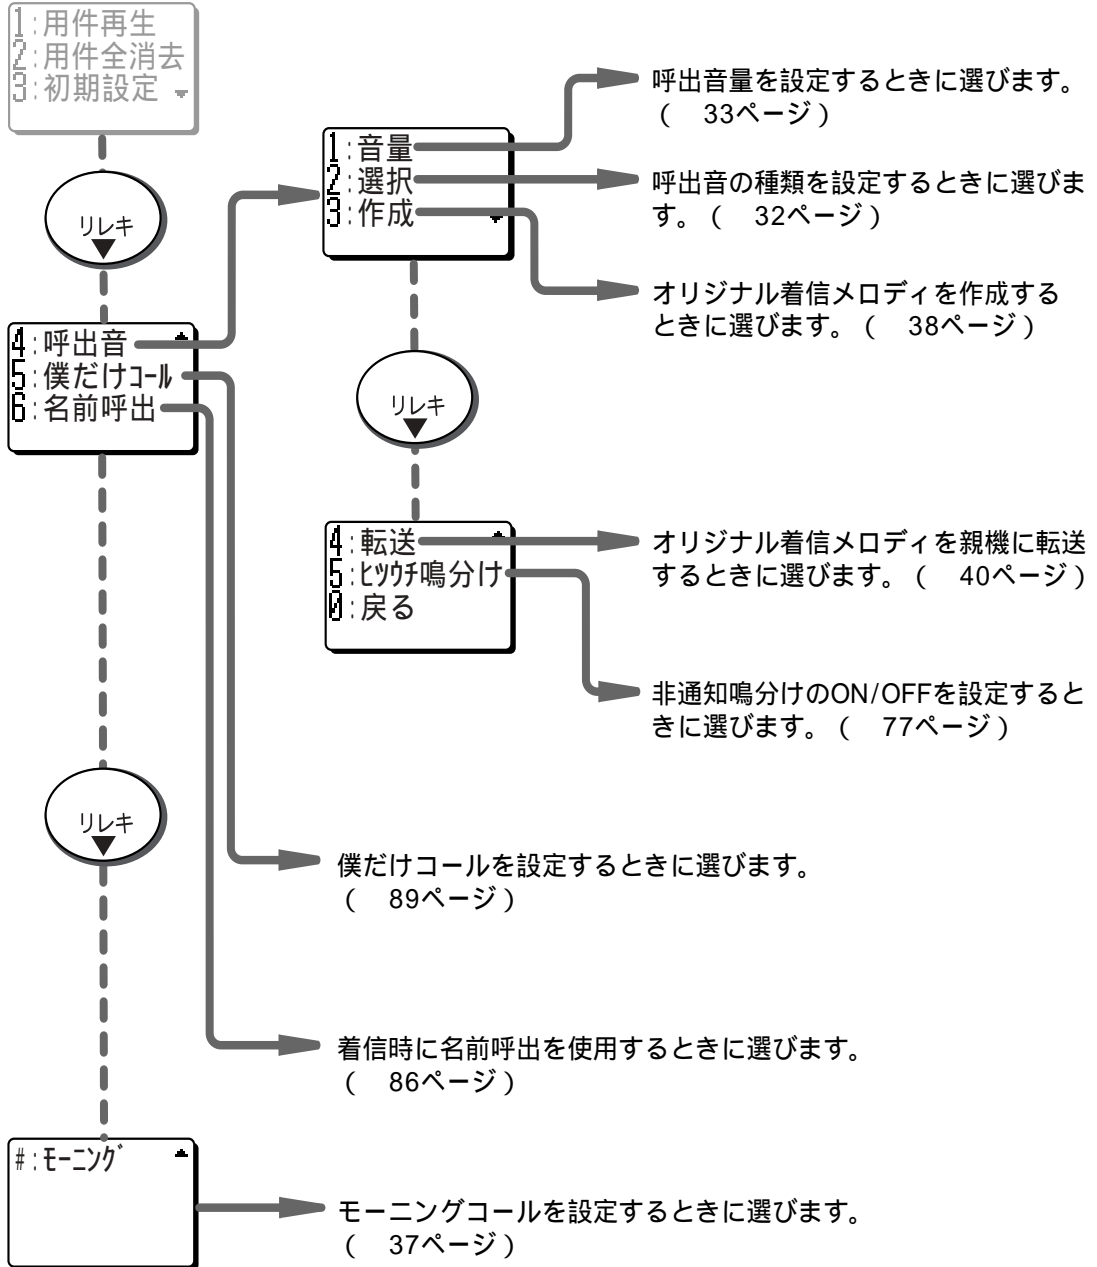 1:用件再生
2:用件全消去
3:初期設定
リレキ
4:呼出音
5:僕だけｺｰﾙ
6:名前呼出
1:音量
2:選択
3:作成
呼出音量を設定するときに選びます。
(　33ページ)
呼出音の種類を設定するときに選びま
す。(　32ページ)
オリジナル着信メロディを作成する
ときに選びます。(　38ページ)
リレキ
4:転送
5:ﾋﾂｳﾁ鳴分け
0:戻る
オリジナル着信メロディを親機に転送
するときに選びます。(　40ページ)
非通知鳴分けのON/OFFを設定すると
きに選びます。(　77ページ)
リレキ
僕だけコールを設定するときに選びます。
(　89ページ)
着信時に名前呼出を使用するときに選びます。
(　86ページ)
#:ﾓｰﾆﾝｸﾞ
モーニングコールを設定するときに選びます。
(　37ページ)